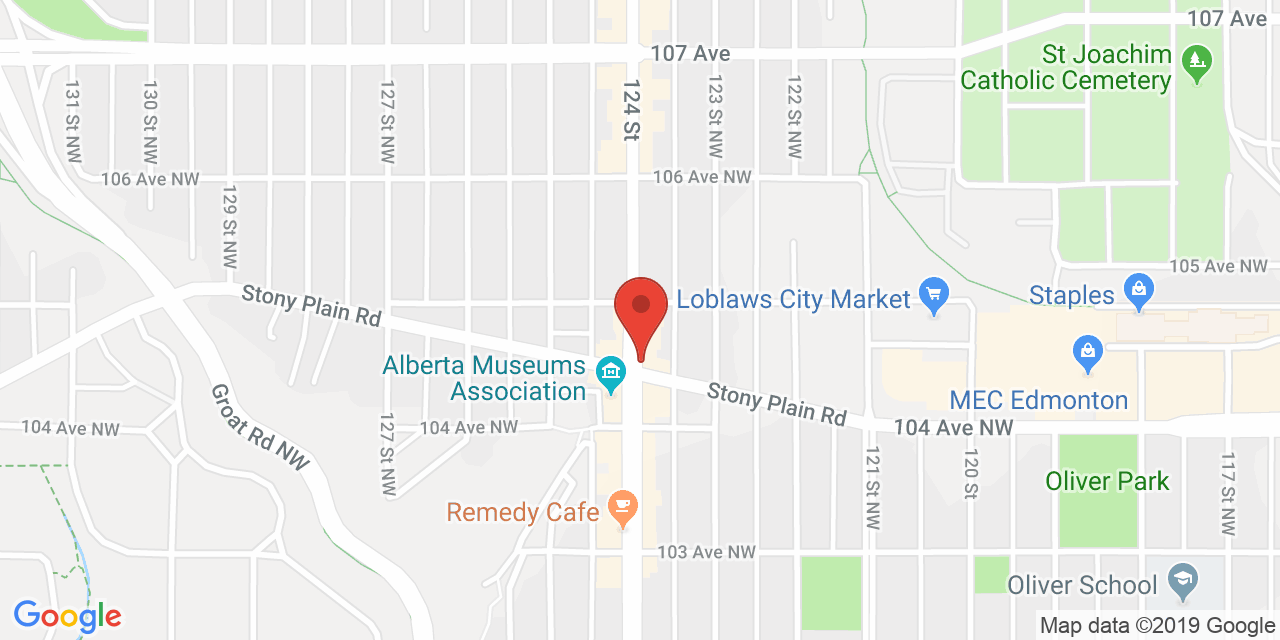 107 Ave
107 Ave
St Joachim
Catholic Cemetery
131 St NW
130 St NW
127 St NW
124 St
123 St NW
122 St NW
106 Ave NW
106 Ave NW
129 St NW
105 Ave NW
Stony Plain Rd
Loblaws City Market
Staples
Alberta Museums
Association
Stony Plain Rd
MEC Edmonton
Groat Rd NW
104 Ave NW
127 St NW
104 Ave NW
104 Ave NW
121 St NW
120 St
117 St NW
Oliver Park
Remedy Cafe
103 Ave NW
Oliver School
Google
Map data ©2019 Google